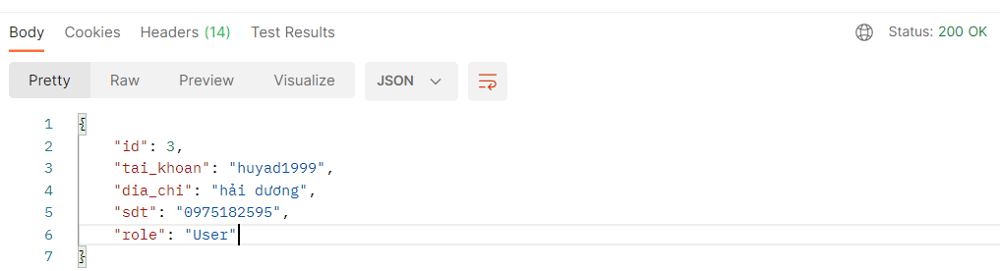 Body Cookies Headers (14) Test Results Status: 200 OK
Pretty Raw Preview Visualize JSON
1 {
2 "id": 3,
3 "tai_khoan": "huyad1999",
4 "dia_chi": "hải dương",
5 "sdt": "0975182595",
6 "role": "User"
7 }